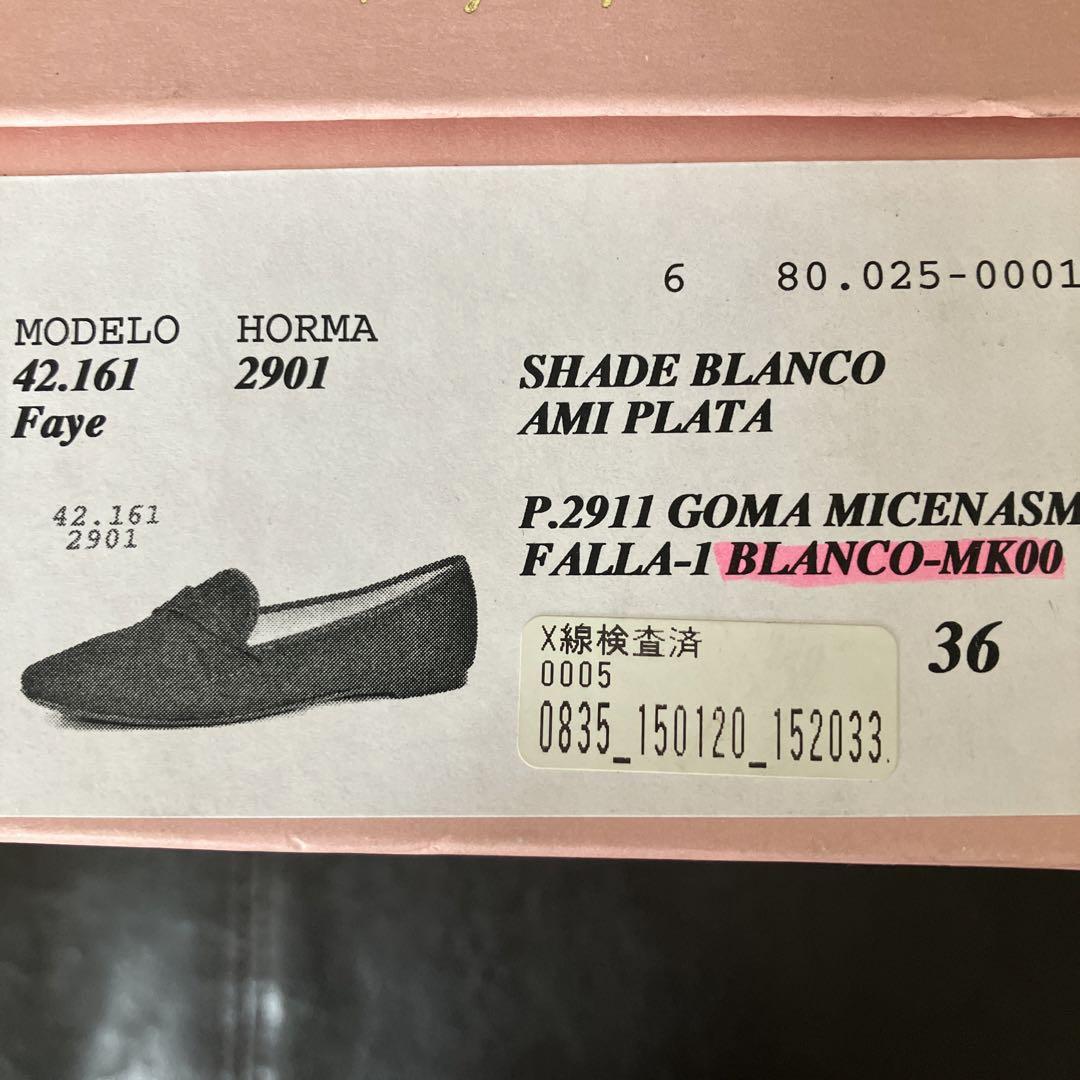 6 80.025-0001
MODELO HORMA
42.161 2901
Faye
SHADE BLANCO
AMI PLATA
42.161
2901
P.2911 GOMA MICENASM
FALLA-1 BLANCO-MK00
36
X線検査済
0005
0835_150120_152033.